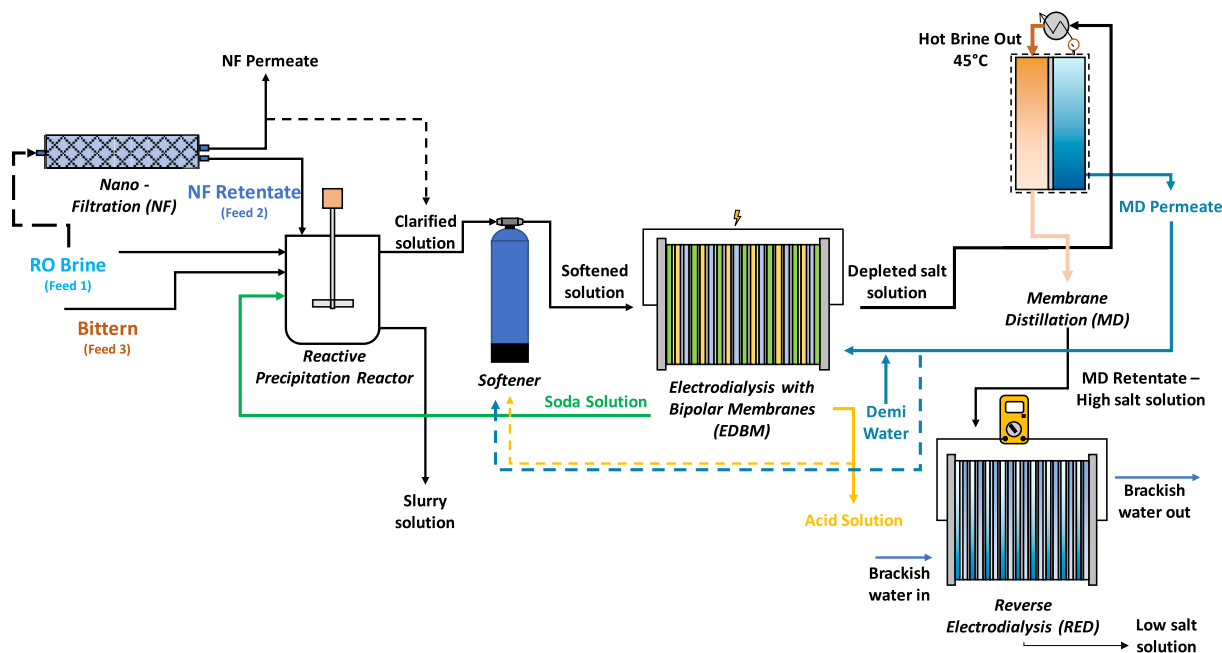 Hot Brine Out
45°C
NF Permeate
Nano -
Filtration (NF)
NF Retentate
(Feed 2)
MD Permeate
Clarified
solution
RO Brine
(Feed 1)
Softened
solution
Depleted salt
solution
Bittern
(Feed 3)
Membrane
Distillation (MD)
Reactive
Precipitation Reactor
Softener
Electrodialysis with
Bipolar Membranes
(EDBM)
Soda Solution
Demi
Water
MD Retentate –
High salt solution
Slurry
solution
Acid Solution
Brackish
water out
Brackish
water in
Reverse
Electrodialysis (RED)
Low salt
solution